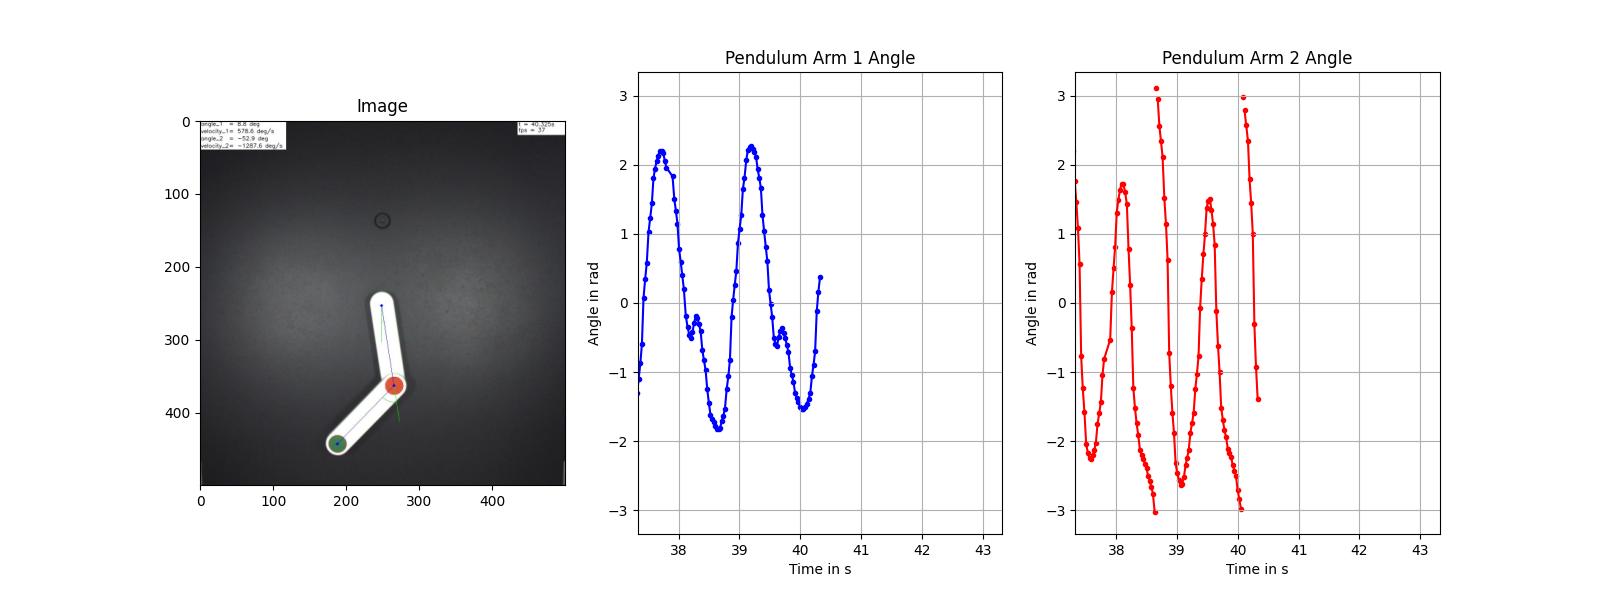 Image
angle_1 = 8.8 deg
velocity_1= 578.6 deg/s
angle_2 = -52.9 deg
velocity_2= -1287.6 deg/s
t = 40.325s
fps = 37
0
100
200
300
400
0 100 200 300 400
Pendulum Arm 1 Angle
Angle in rad
3
2
1
0
−1
−2
−3
38 39 40 41 42 43
Time in s
Pendulum Arm 2 Angle
Angle in rad
3
2
1
0
−1
−2
−3
38 39 40 41 42 43
Time in s